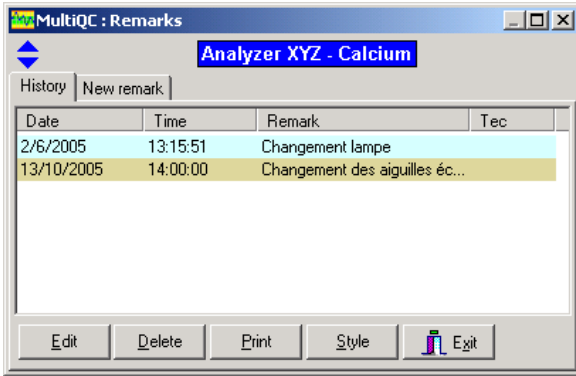 MultiQC : Remarks
Analyzer XYZ - Calcium
History New remark
Date Time Remark Tec
2/6/2005 13:15:51 Changement lampe
13/10/2005 14:00:00 Changement des aiguilles éc...
Edit Delete Print Style Exit